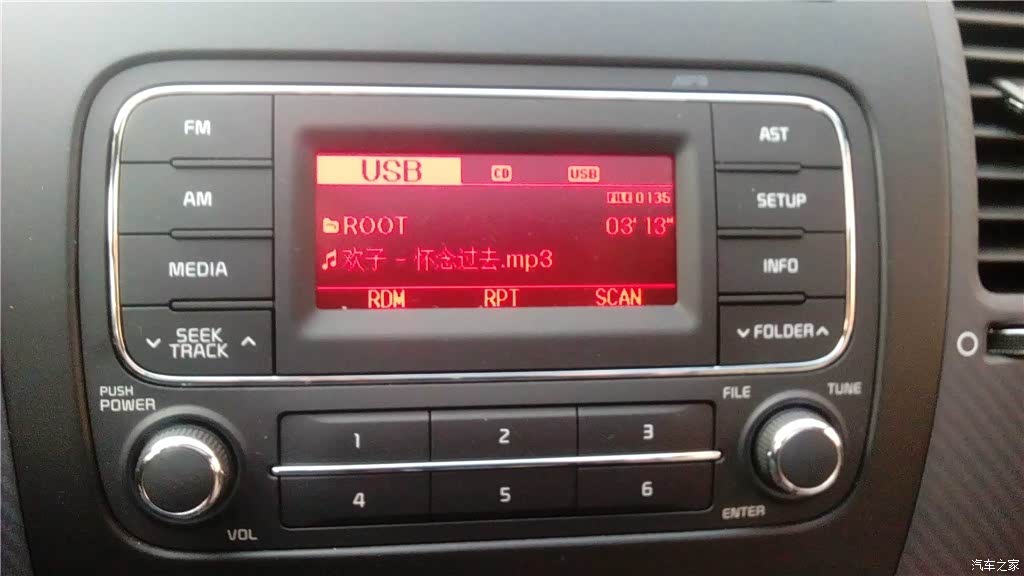 FM
AM
MEDIA
SEEK
TRACK
USB CD USB
FILE 0135
ROOT 03' 13"
欢子 - 怀念过去.mp3
RDM RPT SCAN
AST
SETUP
INFO
FOLDER
PUSH
POWER
VOL
1 2 3
4 5 6
FILE
TUNE
ENTER
汽车之家